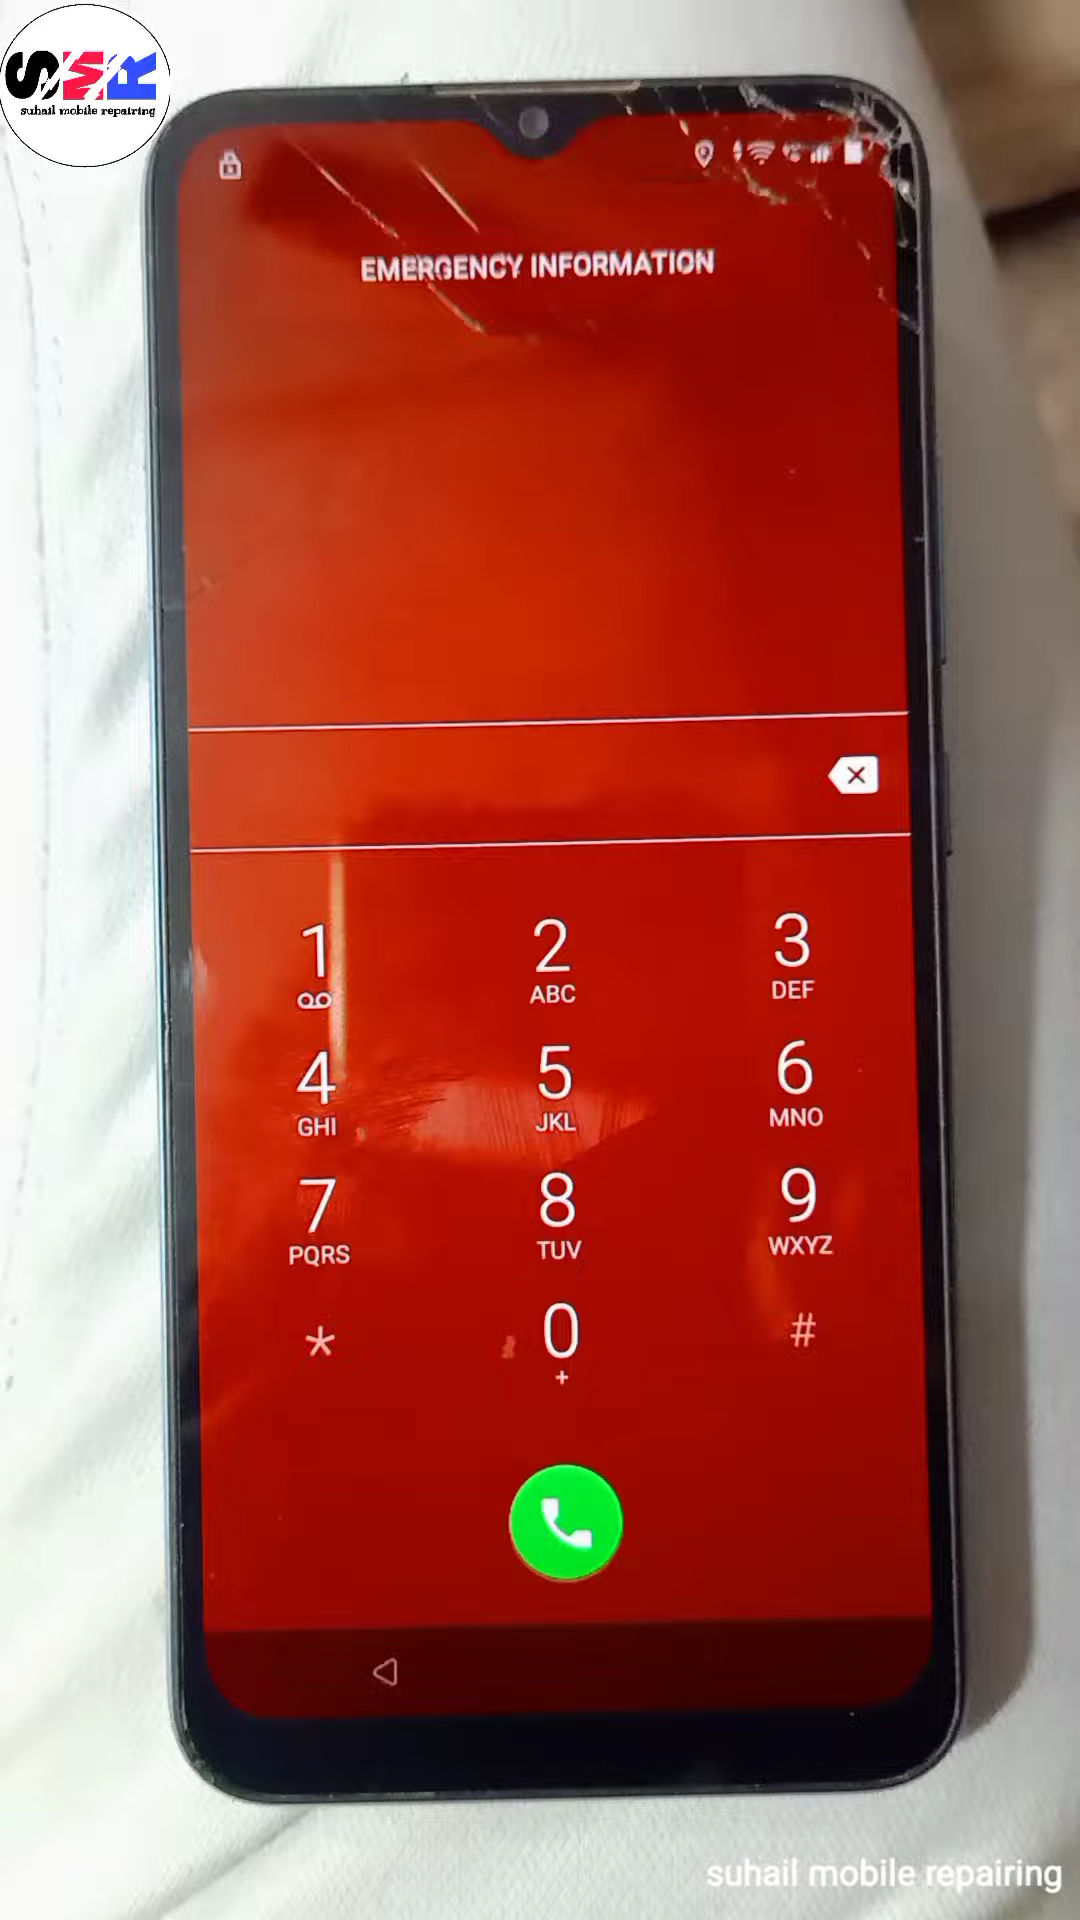 SMR
suhail mobile repairing
EMERGENCY INFORMATION
1
2 ABC
3 DEF
4 GHI
5 JKL
6 MNO
7 PQRS
8 TUV
9 WXYZ
*
0 +
#
suhail mobile repairing